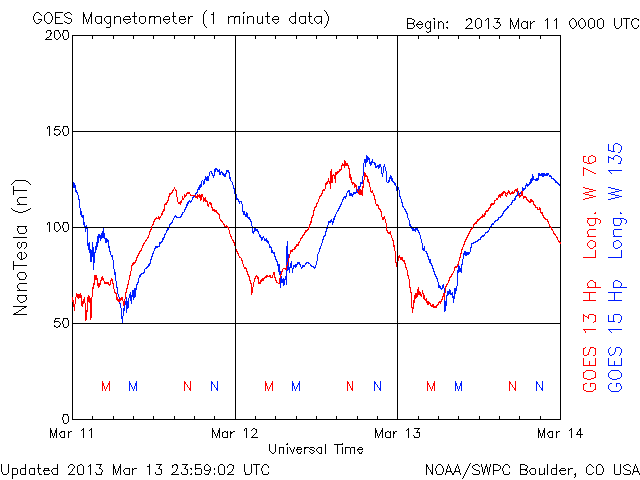 GOES Magnetometer (1 minute data)
Begin: 2013 Mar 11 0000 UTC
200
150
100
50
0
NanoTesla (nT)
M M N N M M N N M M N N
Mar 11 Mar 12 Mar 13 Mar 14
Universal Time
GOES 13 Hp Long. W 76
GOES 15 Hp Long. W 135
Updated 2013 Mar 13 23:59:02 UTC
NOAA/SWPC Boulder, CO USA